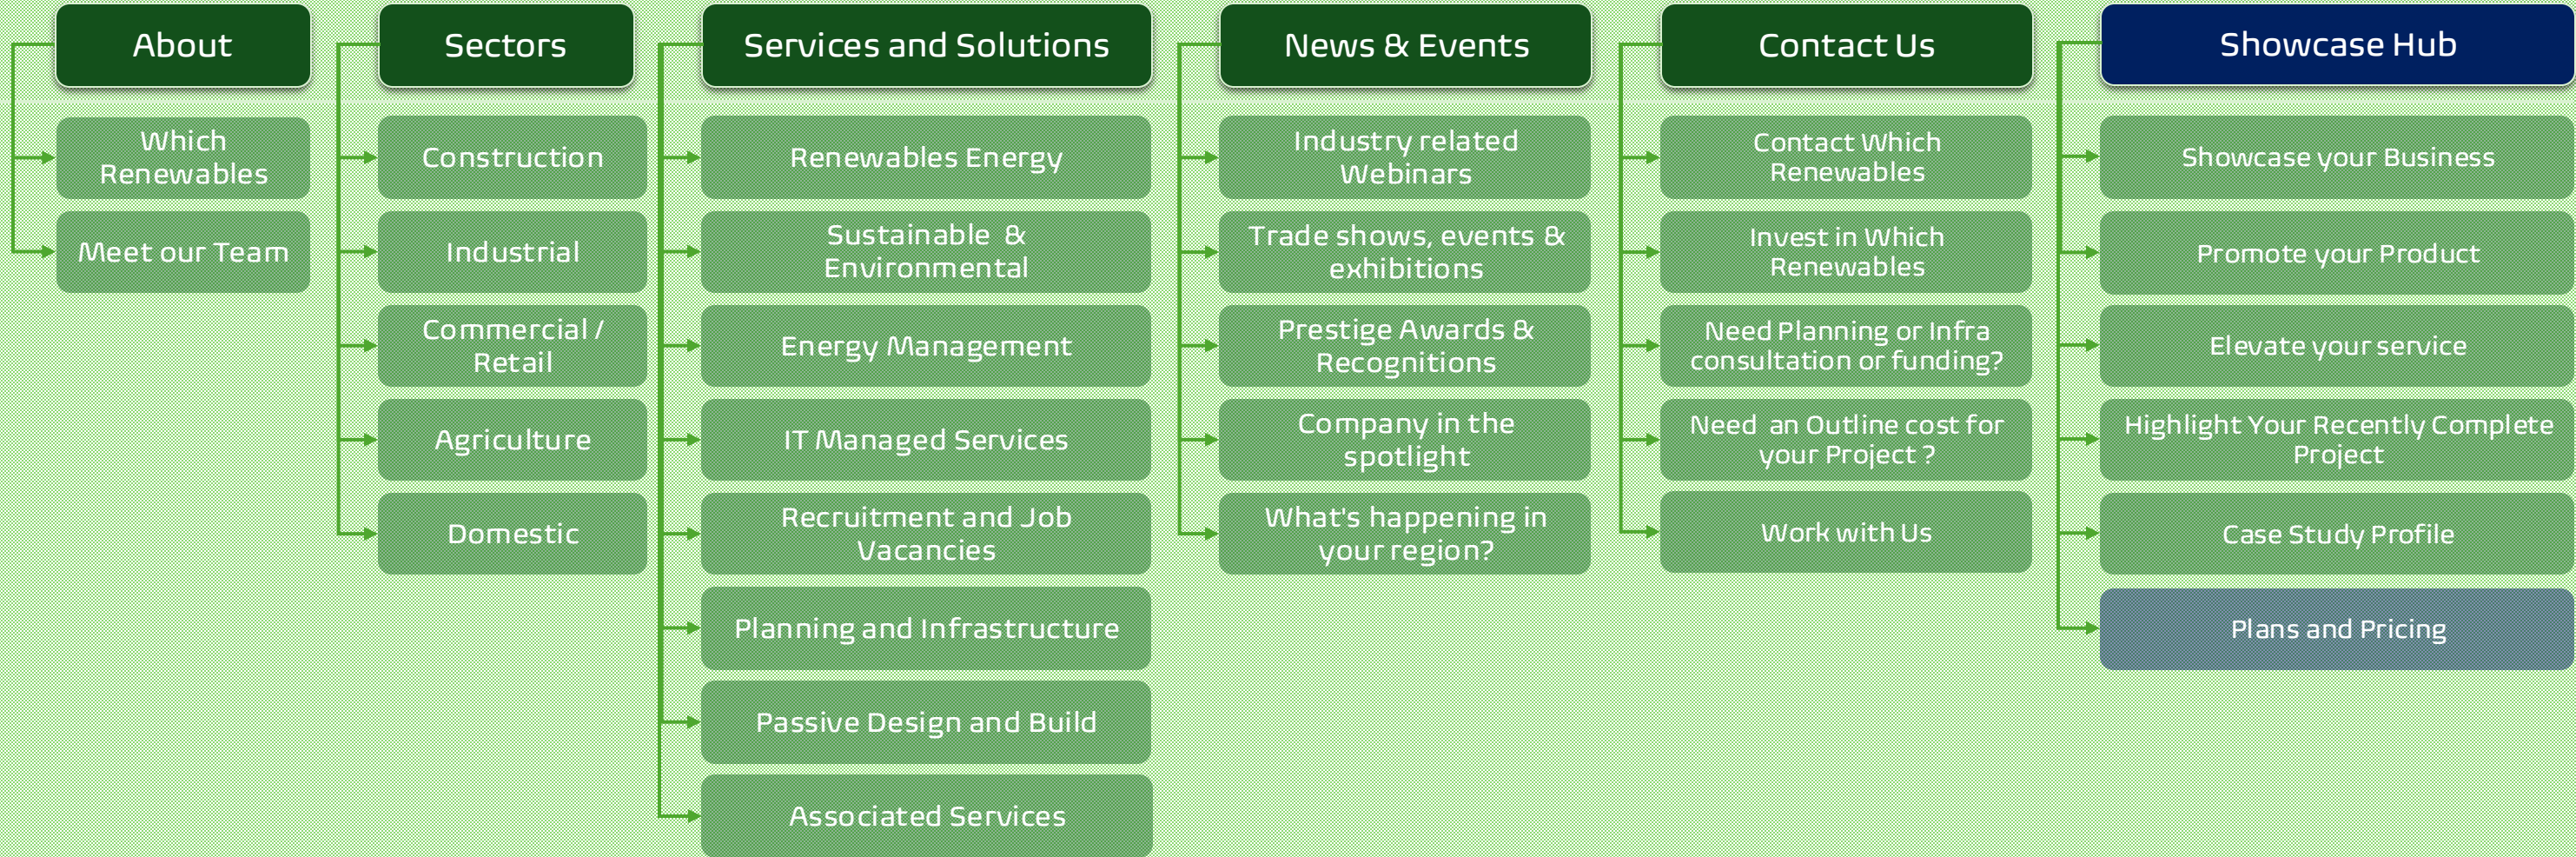 About
Which
Renewables
Meet our Team
Sectors
Construction
Industrial
Commercial /
Retail
Agriculture
Domestic
Services and Solutions
Renewables Energy
Sustainable &
Environmental
Energy Management
IT Managed Services
Recruitment and Job
Vacancies
Planning and Infrastructure
Passive Design and Build
Associated Services
News & Events
Industry related
Webinars
Trade shows, events &
exhibitions
Prestige Awards &
Recognitions
Company in the
spotlight
What's happening in
your region?
Contact Us
Contact Which
Renewables
Invest in Which
Renewables
Need Planning or Infra
consultation or funding?
Need an Outline cost for
your Project ?
Work with Us
Showcase Hub
Showcase your Business
Promote your Product
Elevate your service
Highlight Your Recently Complete
Project
Case Study Profile
Plans and Pricing